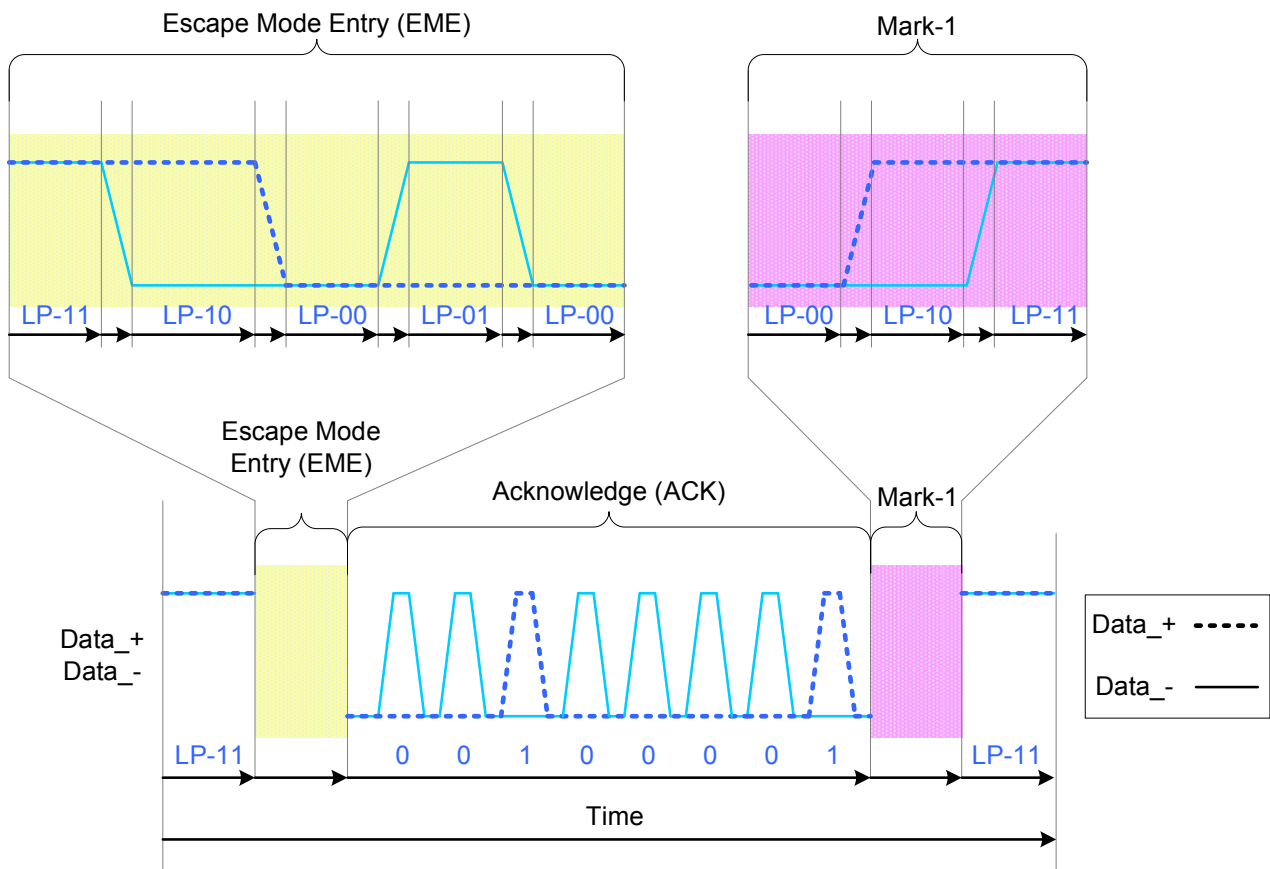 Escape Mode Entry (EME)
Mark-1
LP-11 LP-10 LP-00 LP-01 LP-00
LP-00 LP-10 LP-11
Escape Mode
Entry (EME)
Acknowledge (ACK)
Mark-1
Data_+
Data_-
Data_+
Data_-
LP-11 0 0 1 0 0 0 0 1 LP-11
Time